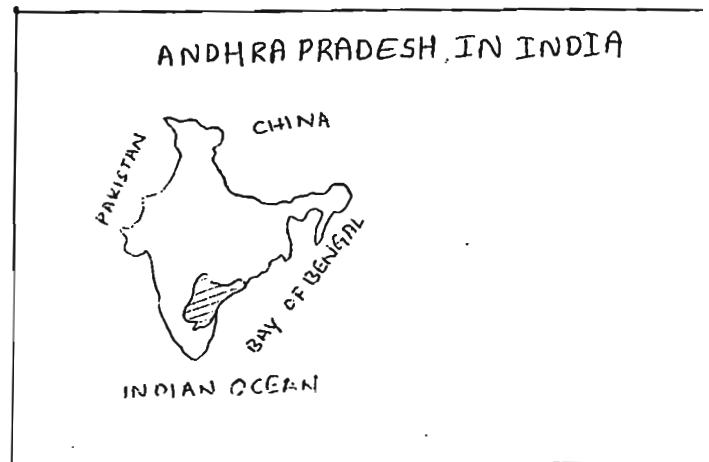 ANDHRA PRADESH, IN INDIA
CHINA
PAKISTAN
BAY OF BENGAL
INDIAN OCEAN